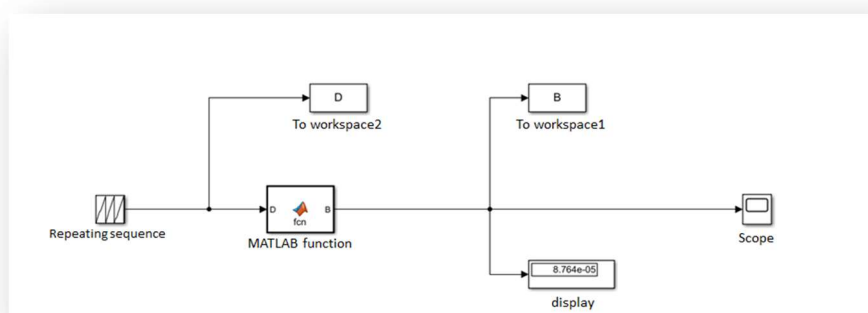 D
To workspace2
B
To workspace1
D
fcn
B
Repeating sequence
MATLAB function
Scope
8.764e-05
display